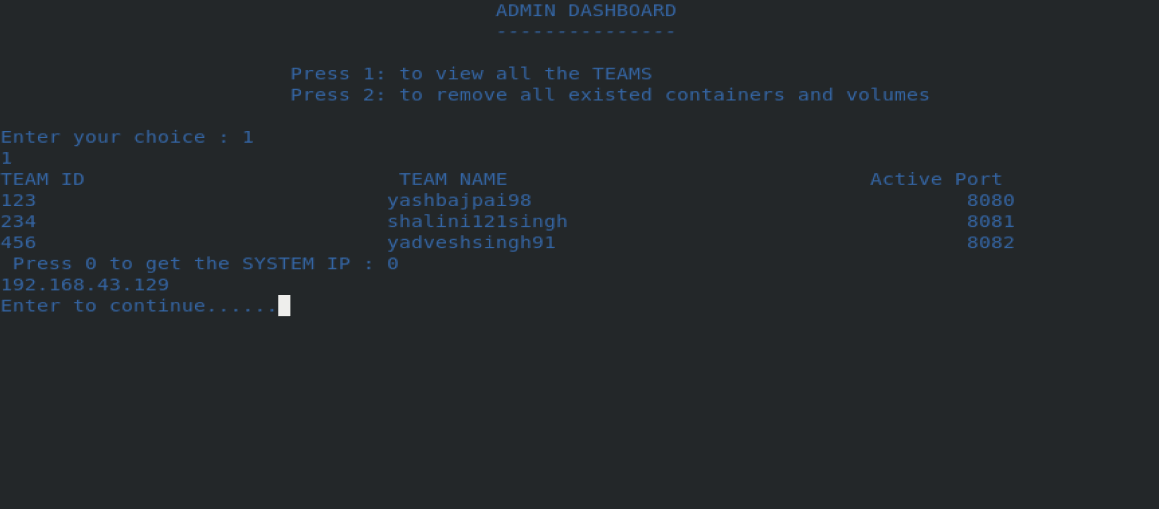 ADMIN DASHBOARD
---------------
Press 1: to view all the TEAMS
Press 2: to remove all existed containers and volumes
Enter your choice : 1
1
TEAM ID TEAM NAME Active Port
123 yashbajpai98 8080
234 shalini121singh 8081
456 yadveshsingh91 8082
Press 0 to get the SYSTEM IP : 0
192.168.43.129
Enter to continue......